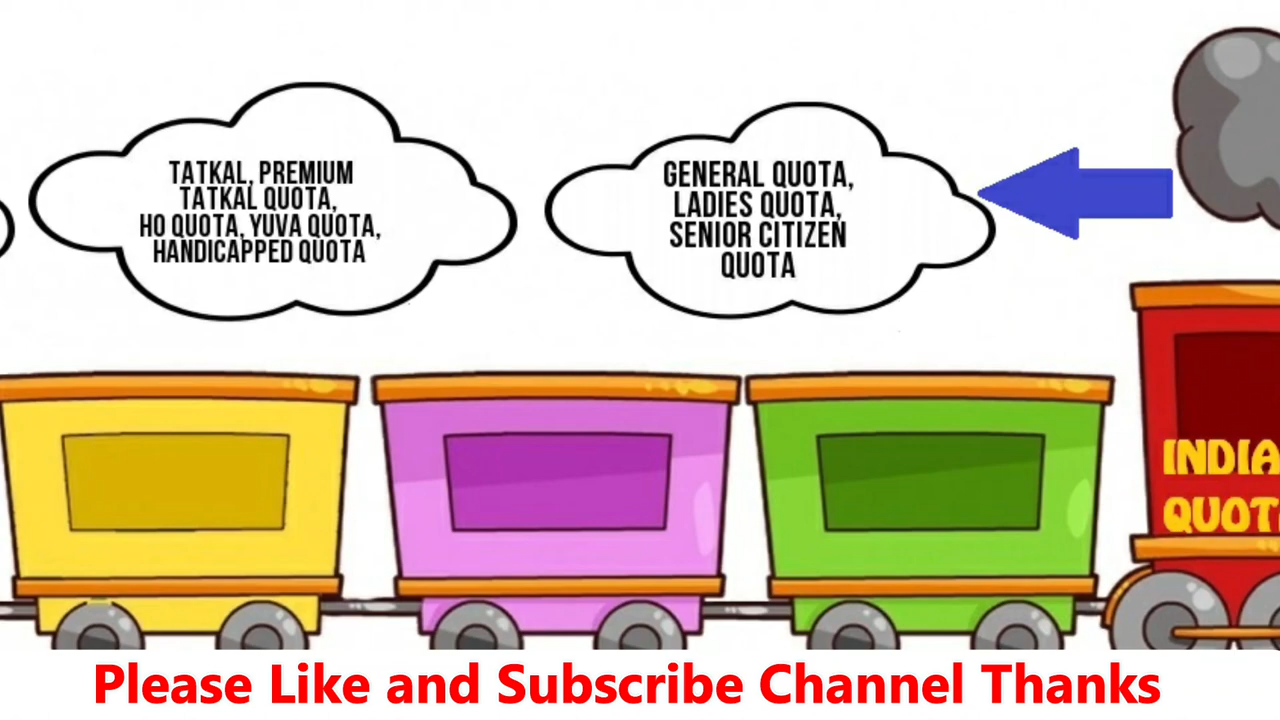 TATKAL, PREMIUM
TATKAL QUOTA,
HO QUOTA, YUVA QUOTA,
HANDICAPPED QUOTA
GENERAL QUOTA,
LADIES QUOTA,
SENIOR CITIZEN
QUOTA
INDIA
QUOT
Please Like and Subscribe Channel Thanks